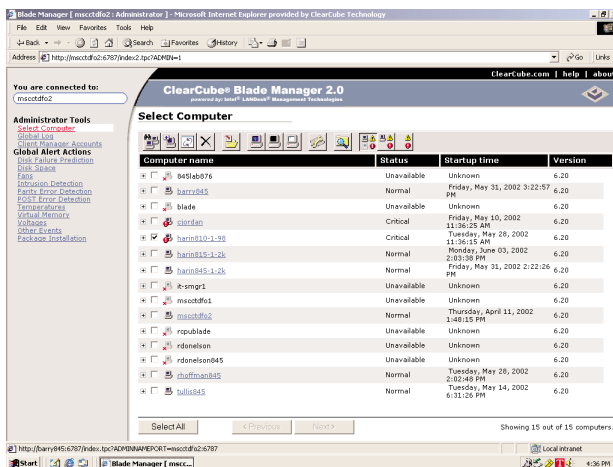 Blade Manager [ mscctdfo2 : Administrator ] - Microsoft Internet Explorer provided by ClearCube Technology
File Edit View Favorites Tools Help
Back Search Favorites History
Address http://mscctdfo2:6787/index2.tpc?ADMIN=1 Go Links
ClearCube.com | help | about
You are connected to:
mscctdfo2
ClearCube® Blade Manager 2.0
powered by: Intel® LANDesk® Management Technologies
Administrator Tools
Select Computer
Global Log
Client Manager Accounts
Global Alert Actions
Disk Failure Prediction
Disk Space
Fans
Intrusion Detection
Parity Error Detection
POST Error Detection
Temperatures
Virtual Memory
Voltages
Other Events
Package Installation
Select Computer
Computer name Status Startup time Version
845lab876 Unavailable Unknown 6.20
barry845 Normal Friday, May 31, 2002 3:22:57 PM 6.20
blade Unavailable Unknown 6.20
cjordan Critical Friday, May 10, 2002 11:36:25 AM 6.20
harin810-1-98 Critical Tuesday, May 28, 2002 11:36:15 AM 6.20
harin815-1-2k Normal Monday, June 03, 2002 2:03:38 PM 6.20
harin845-1-2k Normal Friday, May 31, 2002 2:22:26 PM 6.20
it-smgr1 Unavailable Unknown 6.20
mscctdfo1 Unavailable Unknown 6.20
mscctdfo2 Normal Thursday, April 11, 2002 1:48:15 PM 6.20
rcpublade Unavailable Unknown 6.20
rdonelson Unavailable Unknown 6.20
rdonelson845 Unavailable Unknown 6.20
rhoffman845 Normal Tuesday, May 28, 2002 2:02:48 PM 6.20
tullis845 Normal Tuesday, May 14, 2002 6:31:26 PM 6.20
Select All < Previous Next > Showing 15 out of 15 computers.
http://barry845:6787/index.tpc?ADMINNAMEPORT=mscctdfo2:6787 Local intranet
Start Blade Manager [ mscc... 4:36 PM